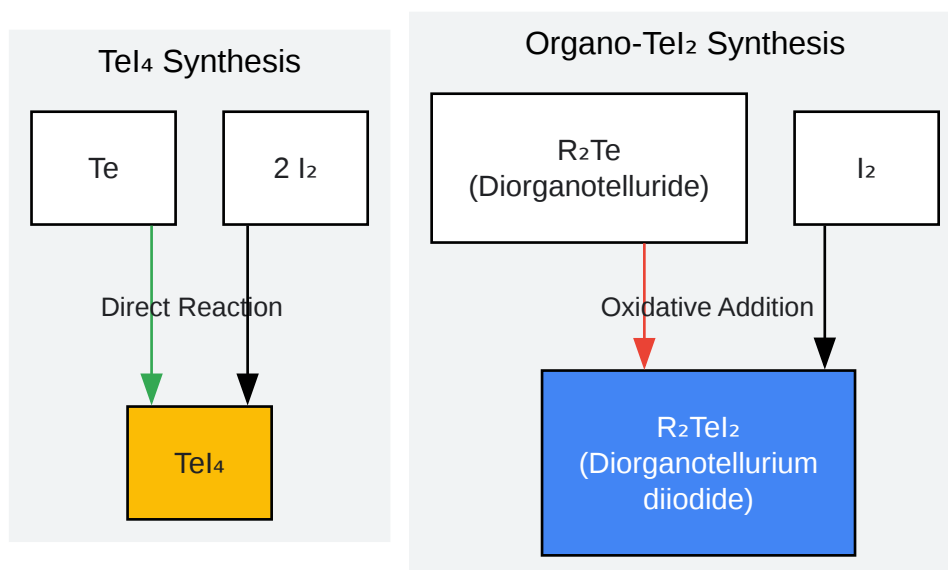 TeI₄ Synthesis
Te
2 I₂
Direct Reaction
TeI₄
Organo-TeI₂ Synthesis
R₂Te
(Diorganotelluride)
I₂
Oxidative Addition
R₂TeI₂
(Diorganotellurium
diiodide)